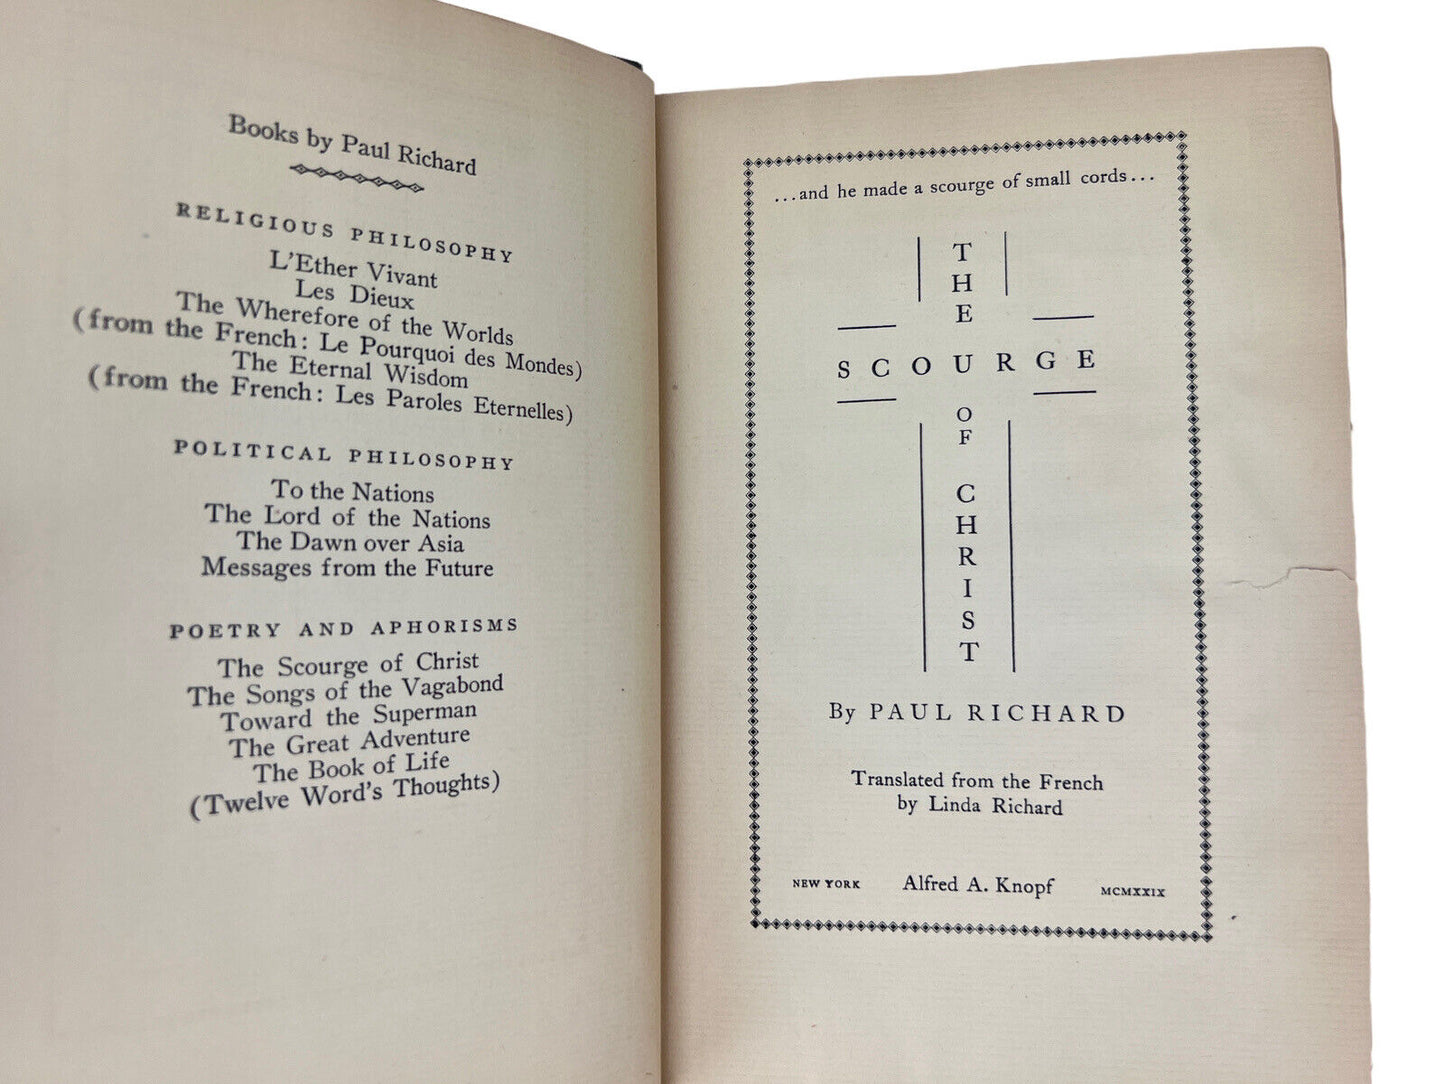 Books by Paul Richard
RELIGIOUS PHILOSOPHY
L'Ether Vivant
Les Dieux
The Wherefore of the Worlds
(from the French: Le Pourquoi des Mondes)
The Eternal Wisdom
(from the French: Les Paroles Eternelles)
POLITICAL PHILOSOPHY
To the Nations
The Lord of the Nations
The Dawn over Asia
Messages from the Future
POETRY AND APHORISMS
The Scourge of Christ
The Songs of the Vagabond
Toward the Superman
The Great Adventure
The Book of Life
(Twelve Word's Thoughts)
...and he made a scourge of small cords...
THE
SCOURGE
OF
CHRIST
By PAUL RICHARD
Translated from the French
by Linda Richard
NEW YORK Alfred A. Knopf MCMXXIX